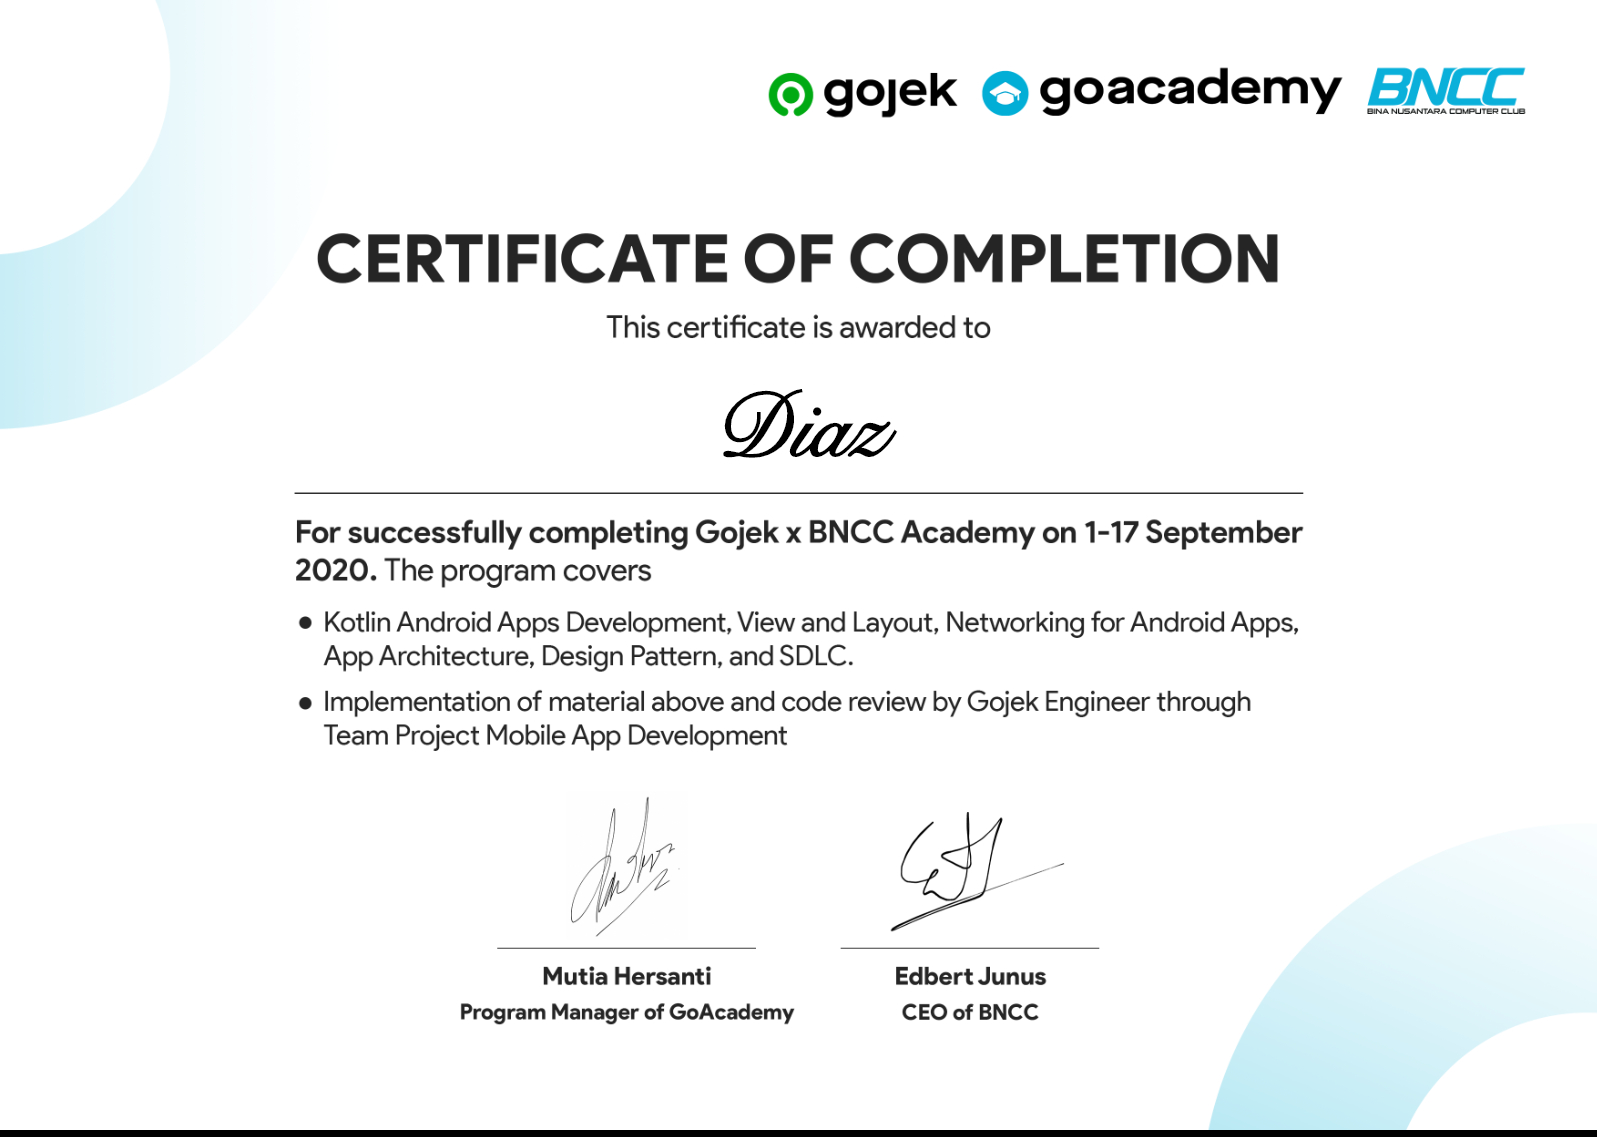 gojek goacademy BNCC
BINA NUSANTARA COMPUTER CLUB
CERTIFICATE OF COMPLETION
This certificate is awarded to
Diaz
For successfully completing Gojek x BNCC Academy on 1-17 September
2020. The program covers
• Kotlin Android Apps Development, View and Layout, Networking for Android Apps,
App Architecture, Design Pattern, and SDLC.
• Implementation of material above and code review by Gojek Engineer through
Team Project Mobile App Development
Mutia Hersanti
Program Manager of GoAcademy
Edbert Junus
CEO of BNCC